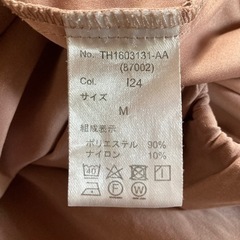 No. TH1603131-AA
(87002)
Col. I24
サイズ
M
組成表示
ポリエステル 90%
ナイロン 10%
40
P
W